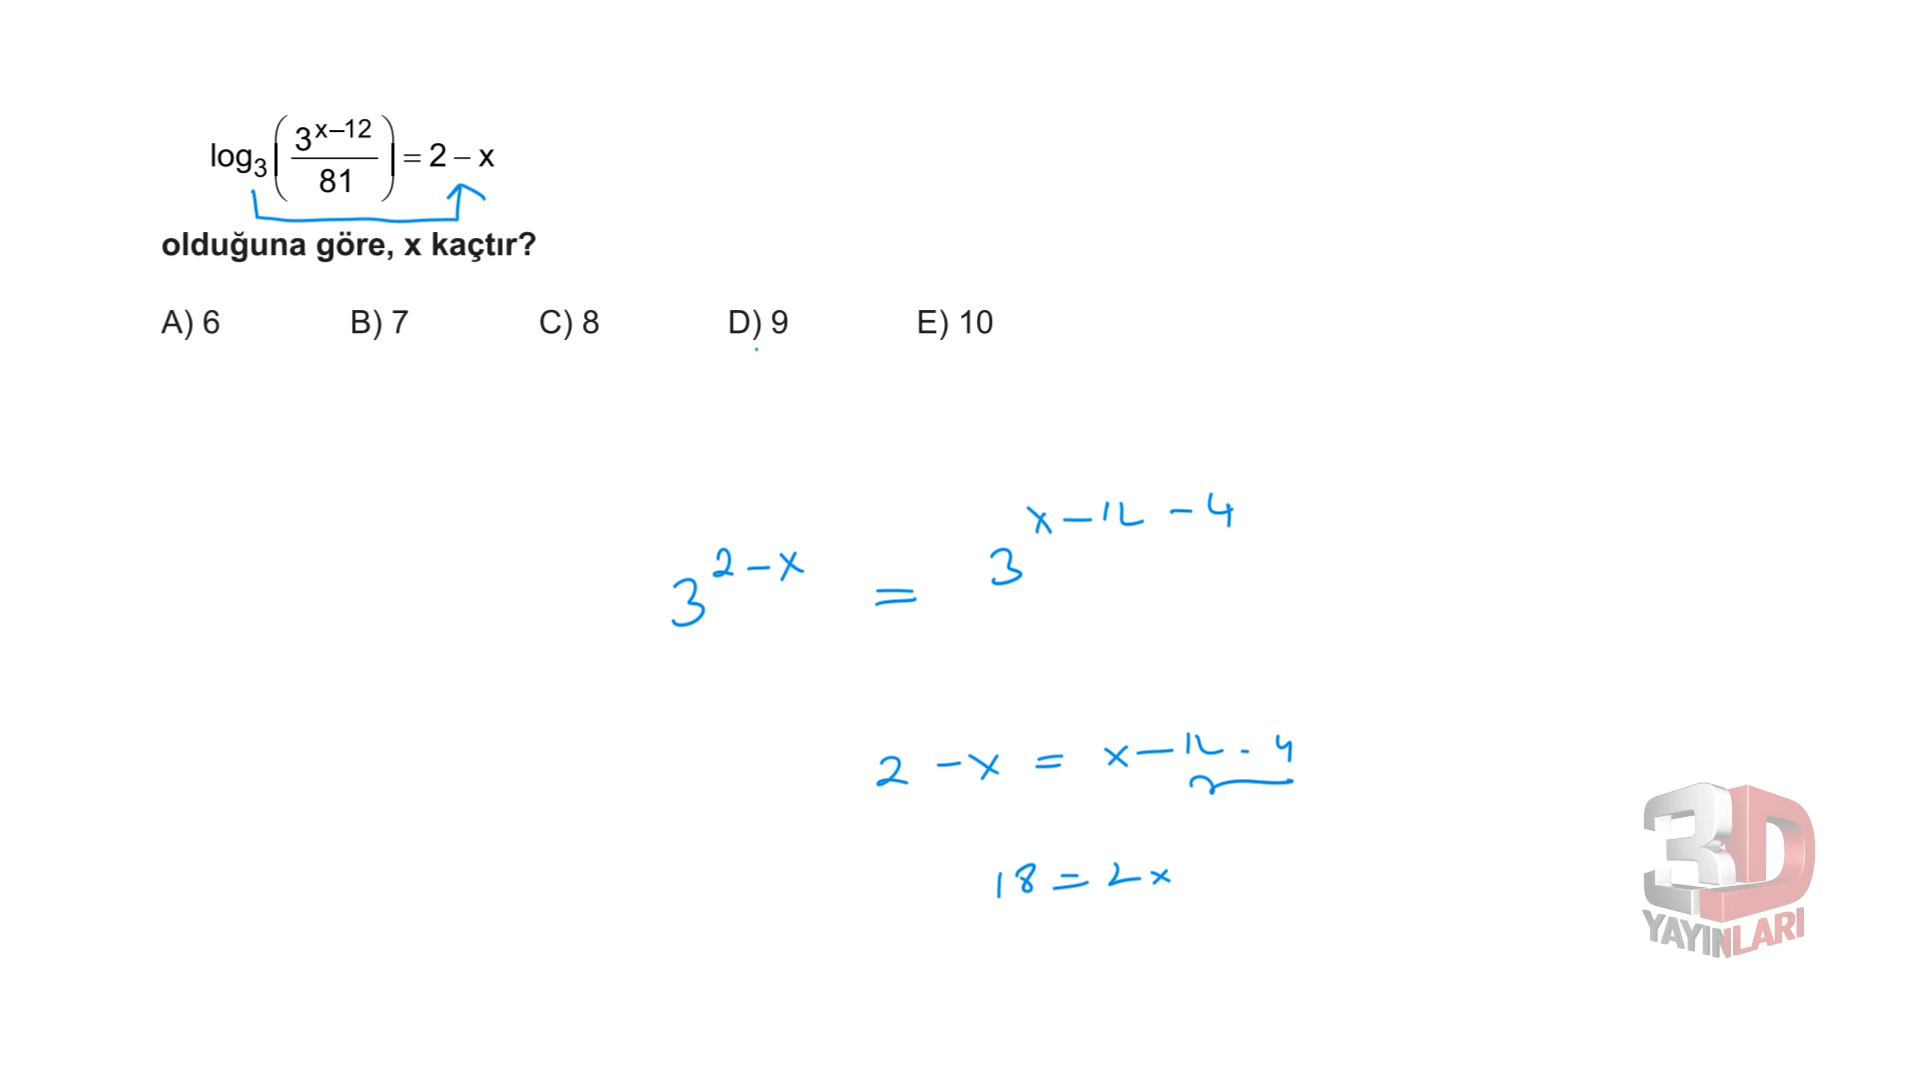 log₃(3^(x–12)/81) = 2 – x
olduğuna göre, x kaçtır?
A) 6 B) 7 C) 8 D) 9 E) 10
3^(2-x) = 3^(x-12-4)
2 - x = x - 12 - 4
18 = 2x
3D
YAYINLARI